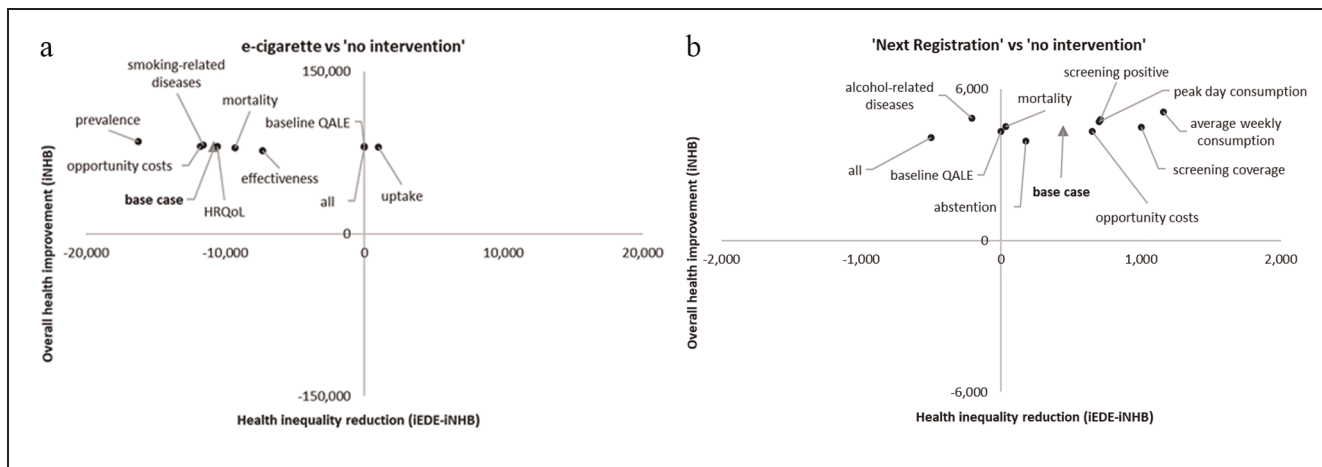 a
e-cigarette vs 'no intervention'
150,000
smoking-related
diseases
mortality
prevalence
baseline QALE
opportunity costs
effectiveness
base case
HRQoL
all
uptake
0
-20,000
-10,000
0
10,000
20,000
-150,000
Overall health improvement (iNHB)
Health inequality reduction (iEDE-iNHB)
b
'Next Registration' vs 'no intervention'
6,000
screening positive
alcohol-related
diseases
mortality
peak day consumption
average weekly
consumption
all
baseline QALE
screening coverage
base case
abstention
opportunity costs
0
-2,000
-1,000
0
1,000
2,000
-6,000
Overall health improvement (iNHB)
Health inequality reduction (iEDE-iNHB)